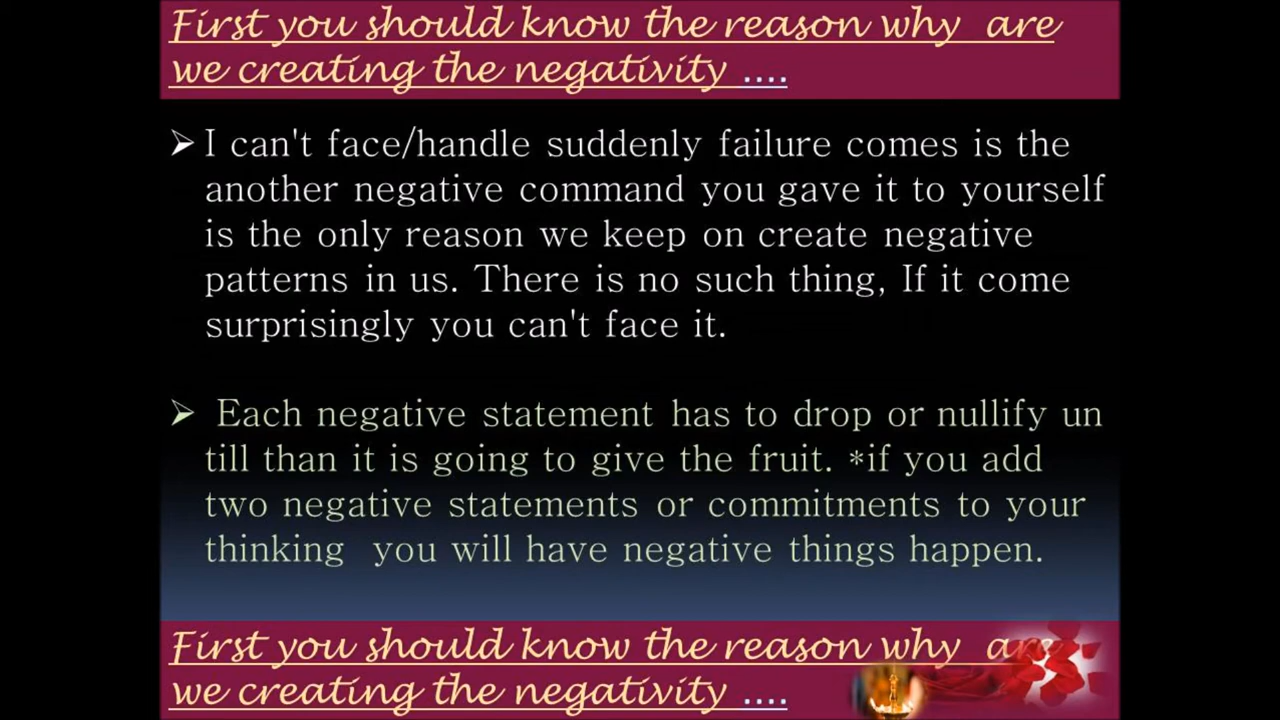 First you should know the reason why are
we creating the negativity ....
➢ I can't face/handle suddenly failure comes is the
another negative command you gave it to yourself
is the only reason we keep on create negative
patterns in us. There is no such thing, If it come
surprisingly you can't face it.
➢ Each negative statement has to drop or nullify un
till than it is going to give the fruit. *if you add
two negative statements or commitments to your
thinking you will have negative things happen.
First you should know the reason why are
we creating the negativity ....